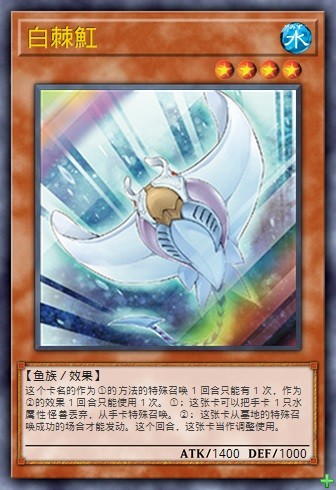 白棘魟
水
【鱼族／效果】
这个卡名的作为①的方法的特殊召唤1回合只能有1次，作为
②的效果1回合只能使用1次。①：这张卡可以把手卡1只水
属性怪兽丢弃，从手卡特殊召唤。②：这张卡从墓地的特殊召
唤成功的场合才能发动。这个回合，这张卡当作调整使用。
ATK/1400 DEF/1000